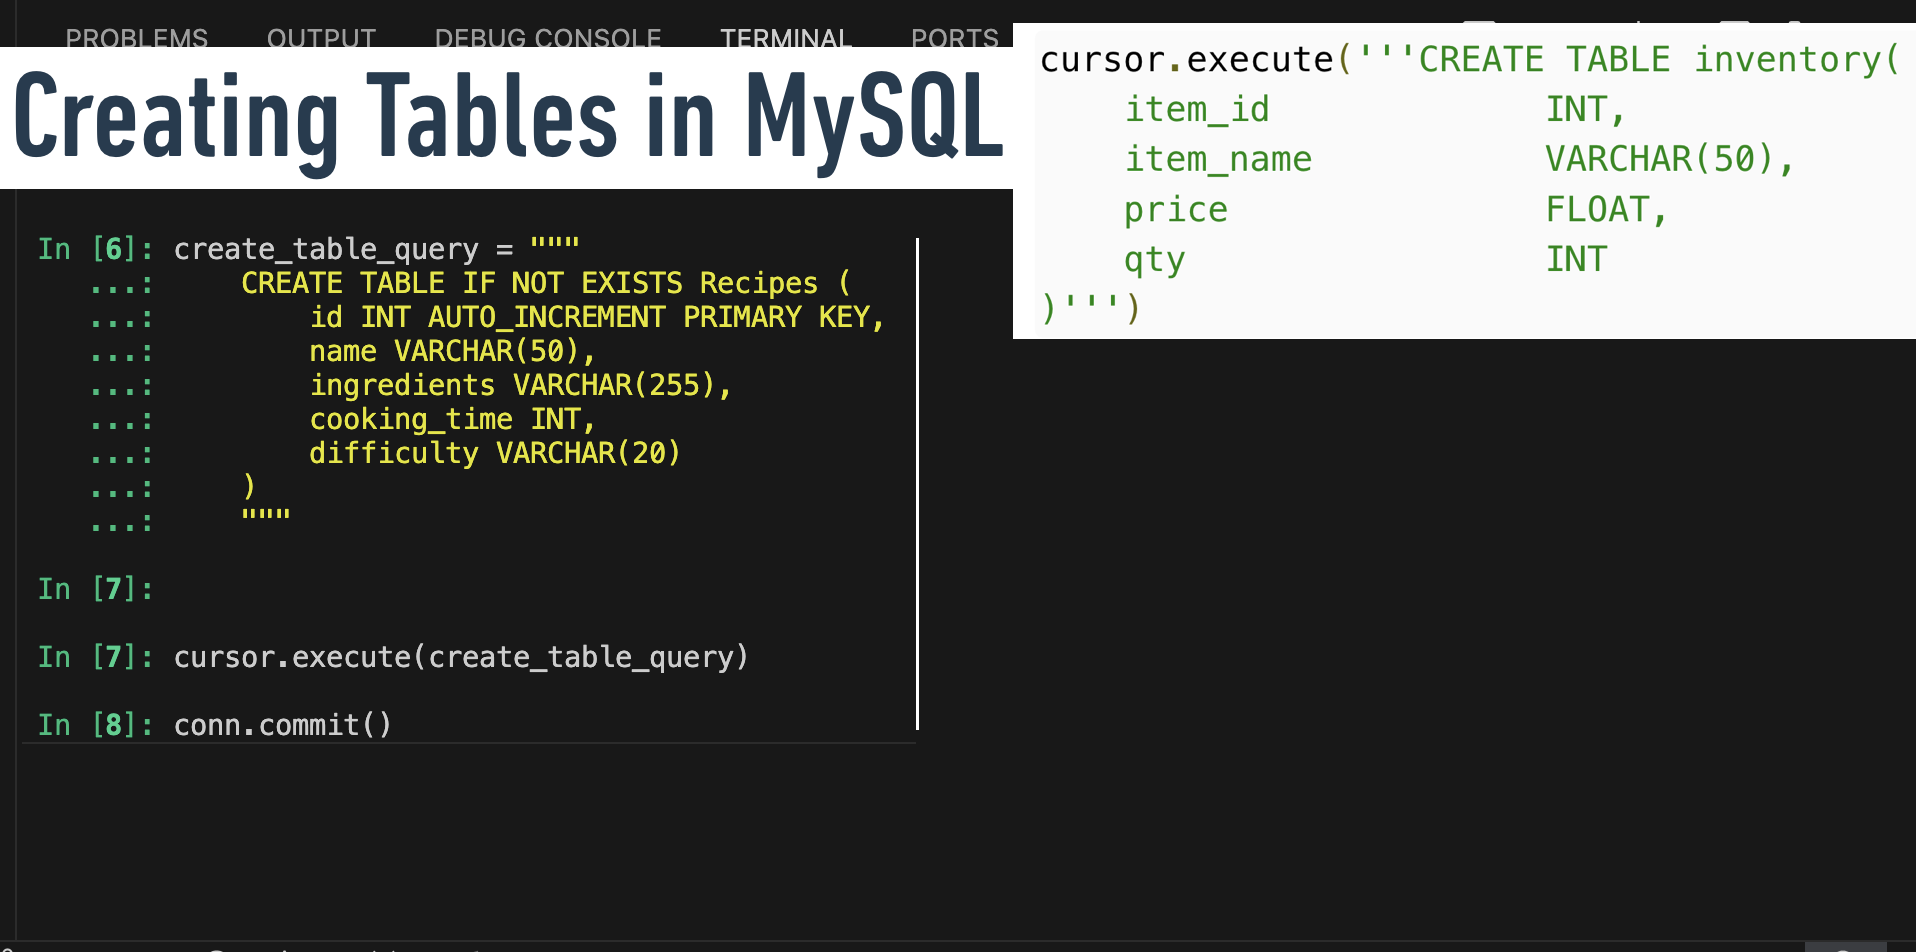 PROBLEMS OUTPUT DEBUG CONSOLE TERMINAL PORTS
Creating Tables in MySQL
cursor.execute('''CREATE TABLE inventory(
    item_id             INT,
    item_name           VARCHAR(50),
    price               FLOAT,
    qty                 INT
)''')
In [6]: create_table_query = """
   ...:     CREATE TABLE IF NOT EXISTS Recipes (
   ...:         id INT AUTO_INCREMENT PRIMARY KEY,
   ...:         name VARCHAR(50),
   ...:         ingredients VARCHAR(255),
   ...:         cooking_time INT,
   ...:         difficulty VARCHAR(20)
   ...:     )
   ...:     """
In [7]:
In [7]: cursor.execute(create_table_query)
In [8]: conn.commit()